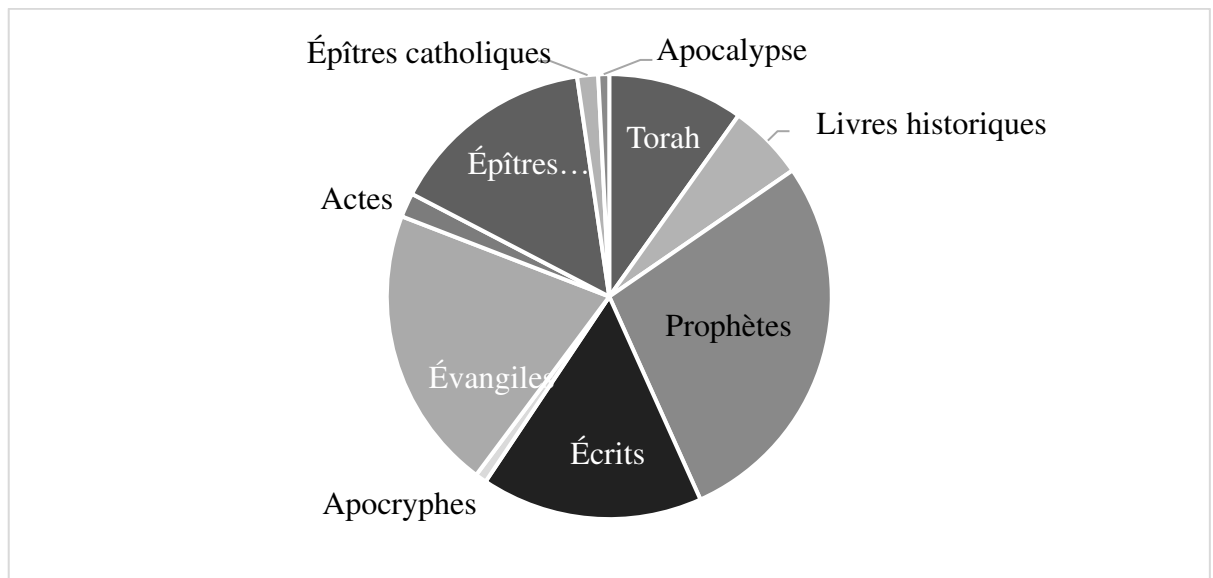 Épîtres catholiques
Apocalypse
Torah
Livres historiques
Épîtres…
Actes
Prophètes
Évangiles
Écrits
Apocryphes